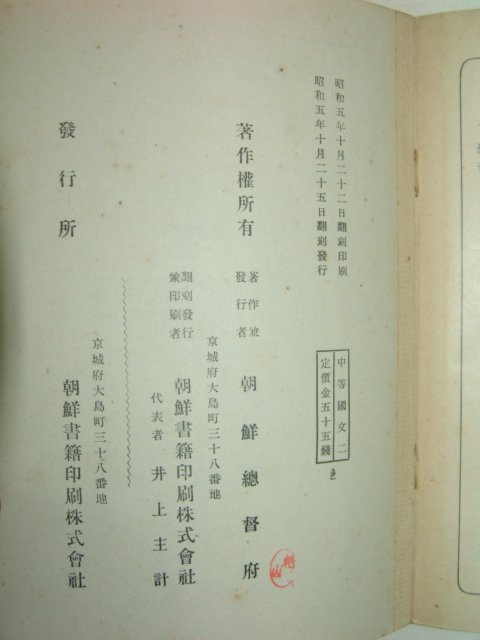 昭和五年十月二十二日翻刻印刷
昭和五年十月二十五日翻刻發行
中等國文二
定價金五十五錢
著作權所有
著作兼
發行者
朝鮮總督府
京城府大島町三十八番地
翻刻發行
兼印刷者
朝鮮書籍印刷株式會社
代表者 井上主計
京城府大島町三十八番地
發行所
朝鮮書籍印刷株式會社